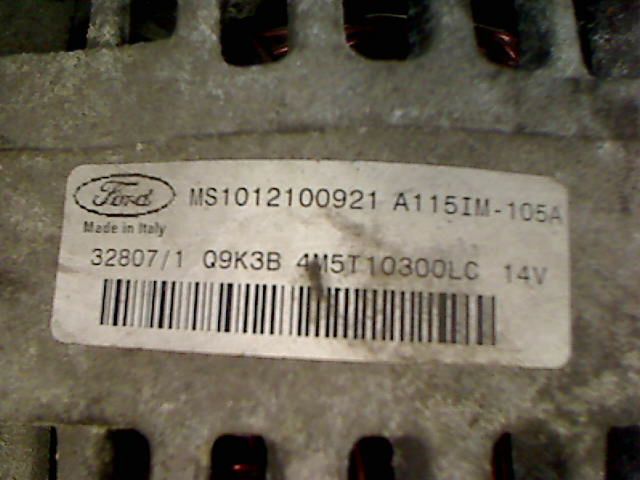 Ford MS1012100921 A115IM-105A
Made in Italy
32807/1 Q9K3B 4M5T10300LC 14V